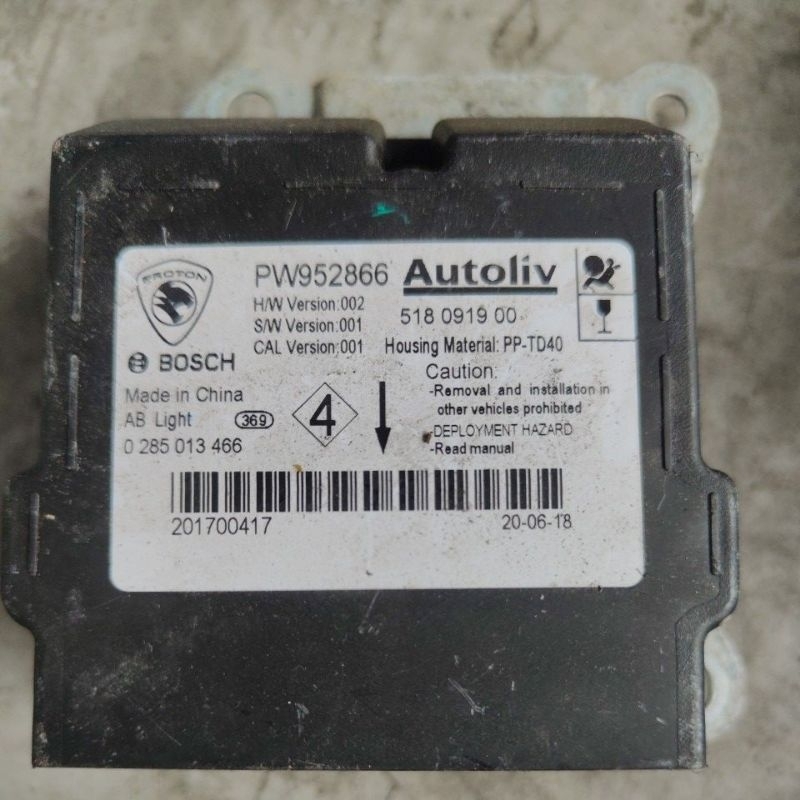 PROTON
PW952866 Autoliv
H/W Version:002
S/W Version:001
CAL Version:001
518 0919 00
Housing Material: PP-TD40
BOSCH
Made in China
AB Light 369
0 285 013 466
4
Caution:
-Removal and installation in
other vehicles prohibited
-DEPLOYMENT HAZARD
-Read manual
201700417
20-06-18